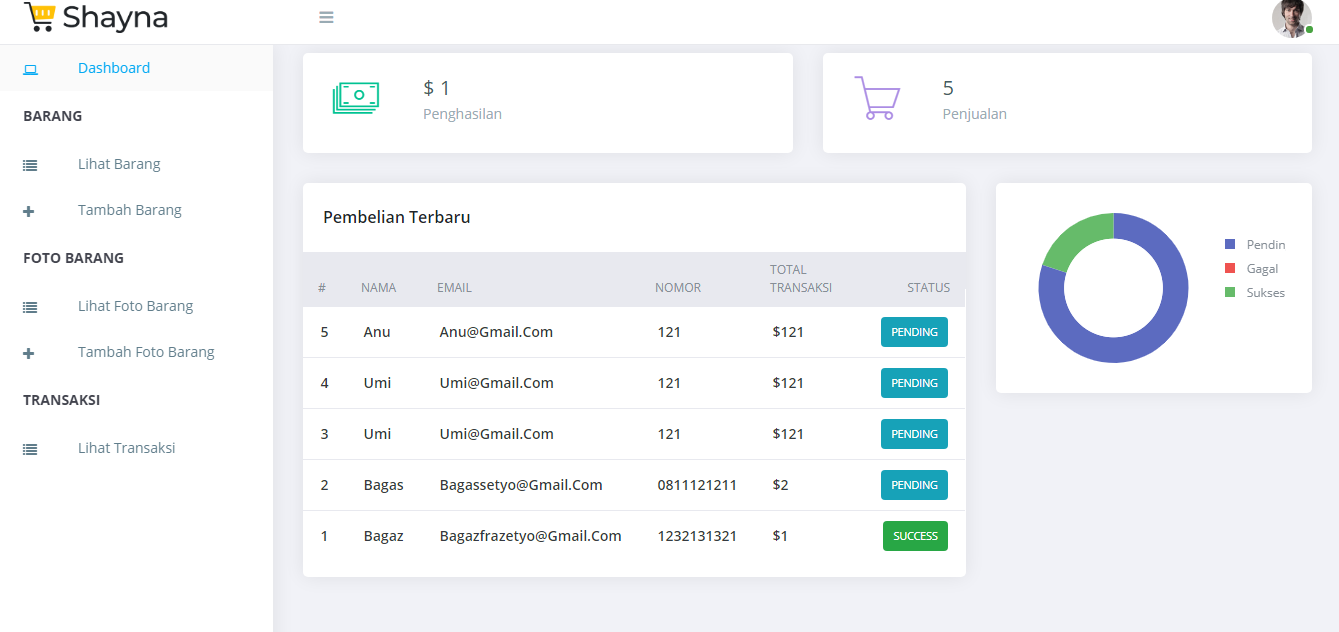 Shayna
Dashboard
BARANG
Lihat Barang
Tambah Barang
FOTO BARANG
Lihat Foto Barang
Tambah Foto Barang
TRANSAKSI
Lihat Transaksi
$ 1
Penghasilan
5
Penjualan
Pembelian Terbaru
# NAMA EMAIL NOMOR TOTAL TRANSAKSI STATUS
5 Anu Anu@Gmail.Com 121 $121 PENDING
4 Umi Umi@Gmail.Com 121 $121 PENDING
3 Umi Umi@Gmail.Com 121 $121 PENDING
2 Bagas Bagassetyo@Gmail.Com 0811121211 $2 PENDING
1 Bagaz Bagazfrazetyo@Gmail.Com 1232131321 $1 SUCCESS
Pendin
Gagal
Sukses